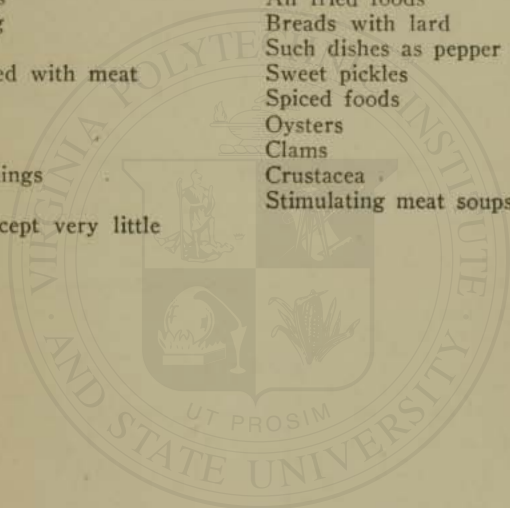 All fried foods
Breads with lard
Such dishes as pepper
ed with meat
Sweet pickles
Spiced foods
Oysters
Clams
ings
Crustacea
Stimulating meat soups
cept very little
VIRGINIA POLYTECHNIC INSTITUTE
AND STATE UNIVERSITY
UT PROSIM